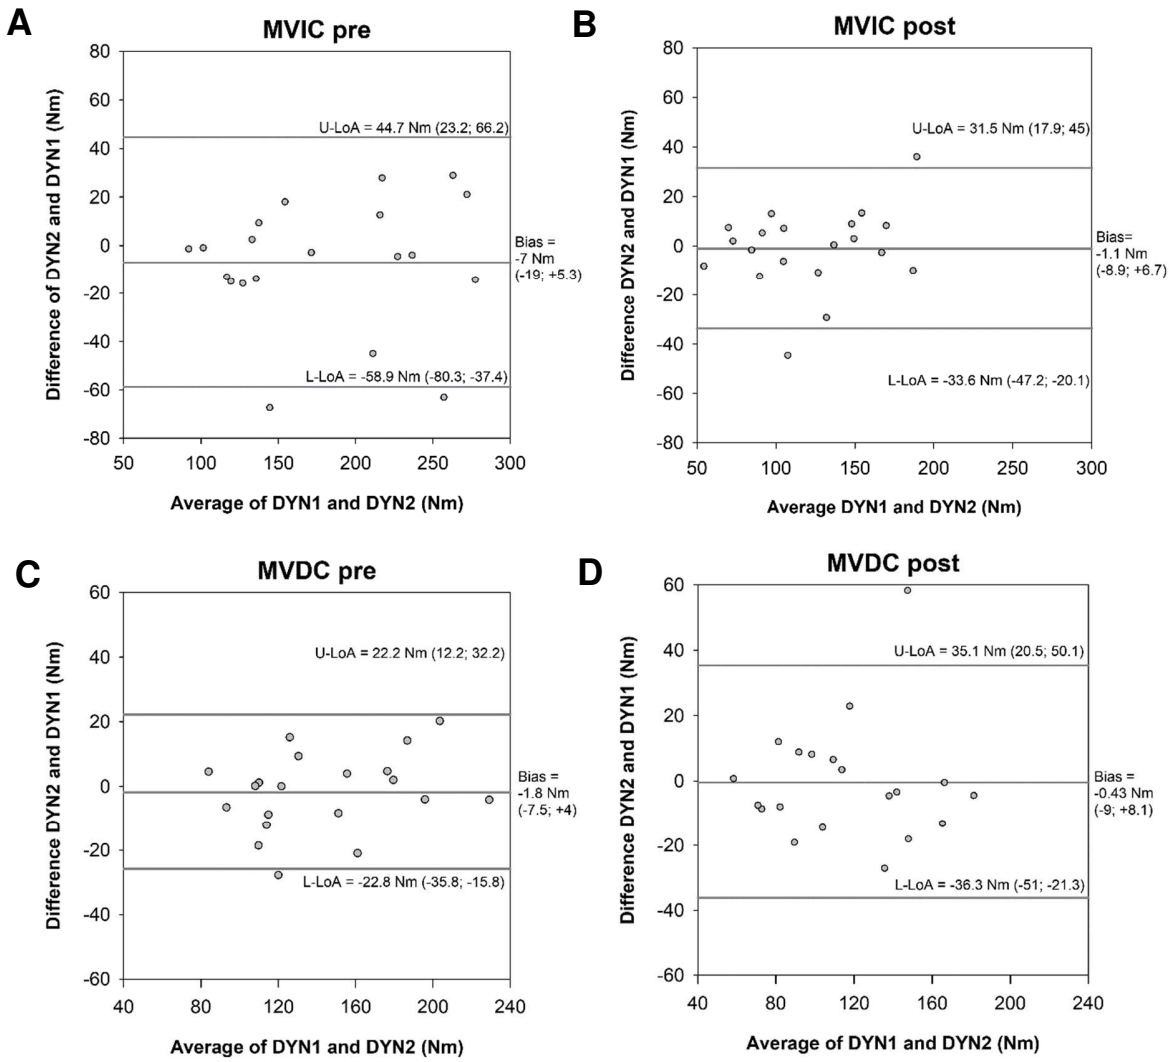 A
MVIC pre
Difference of DYN2 and DYN1 (Nm)
80
60
40
20
0
-20
-40
-60
-80
U-LoA = 44.7 Nm (23.2; 66.2)
Bias =
-7 Nm
(-19; +5.3)
L-LoA = -58.9 Nm (-80.3; -37.4)
50 100 150 200 250 300
Average of DYN1 and DYN2 (Nm)
B
MVIC post
Difference DYN2 and DYN1 (Nm)
80
60
40
20
0
-20
-40
-60
-80
U-LoA = 31.5 Nm (17.9; 45)
Bias=
-1.1 Nm
(-8.9; +6.7)
L-LoA = -33.6 Nm (-47.2; -20.1)
50 100 150 200 250 300
Average DYN1 and DYN2 (Nm)
C
MVDC pre
Difference DYN2 and DYN1 (Nm)
60
40
20
0
-20
-40
-60
U-LoA = 22.2 Nm (12.2; 32.2)
Bias =
-1.8 Nm
(-7.5; +4)
L-LoA = -22.8 Nm (-35.8; -15.8)
40 80 120 160 200 240
Average of DYN1 and DYN2 (Nm)
D
MVDC post
Difference DYN2 and DYN1 (Nm)
60
40
20
0
-20
-40
-60
U-LoA = 35.1 Nm (20.5; 50.1)
Bias =
-0.43 Nm
(-9; +8.1)
L-LoA = -36.3 Nm (-51; -21.3)
40 80 120 160 200 240
Average of DYN1 and DYN2 (Nm)